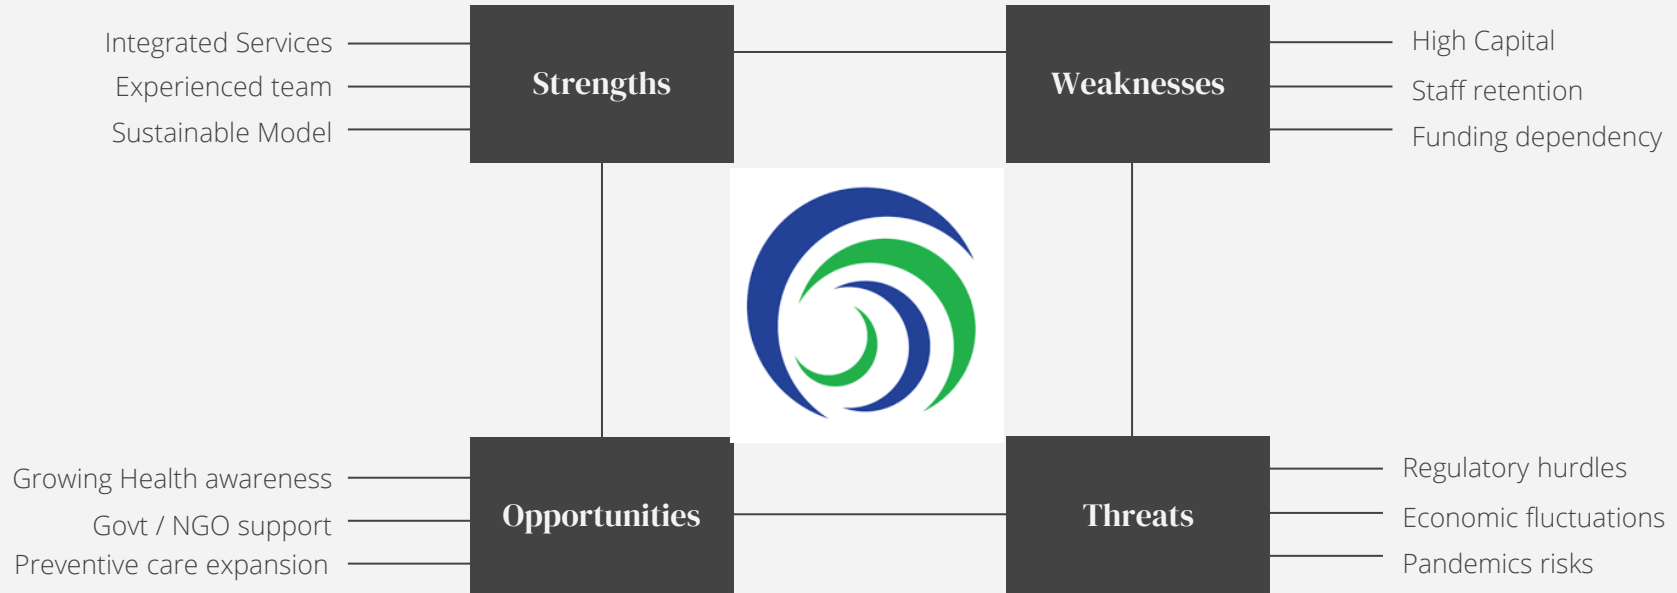 Strengths
Integrated Services
Experienced team
Sustainable Model
Weaknesses
High Capital
Staff retention
Funding dependency
Opportunities
Growing Health awareness
Govt / NGO support
Preventive care expansion
Threats
Regulatory hurdles
Economic fluctuations
Pandemics risks